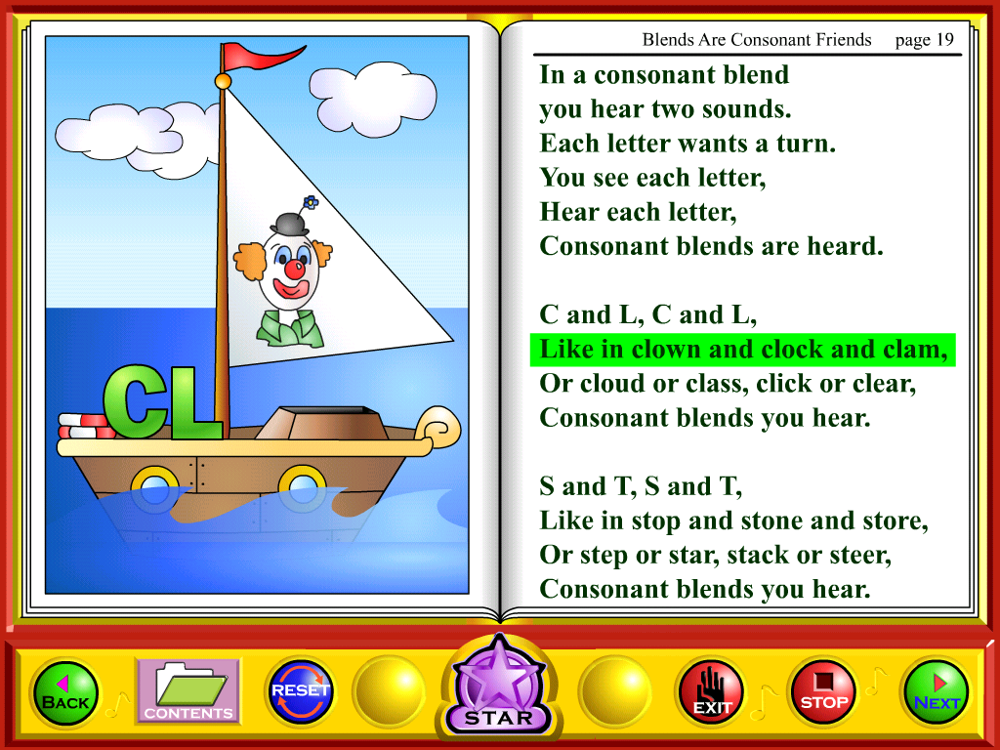 Blends Are Consonant Friends page 19
In a consonant blend
you hear two sounds.
Each letter wants a turn.
You see each letter,
Hear each letter,
Consonant blends are heard.
C and L, C and L,
Like in clown and clock and clam,
Or cloud or class, click or clear,
Consonant blends you hear.
S and T, S and T,
Like in stop and stone and store,
Or step or star, stack or steer,
Consonant blends you hear.
CL
BACK
CONTENTS
RESET
STAR
EXIT
STOP
NEXT